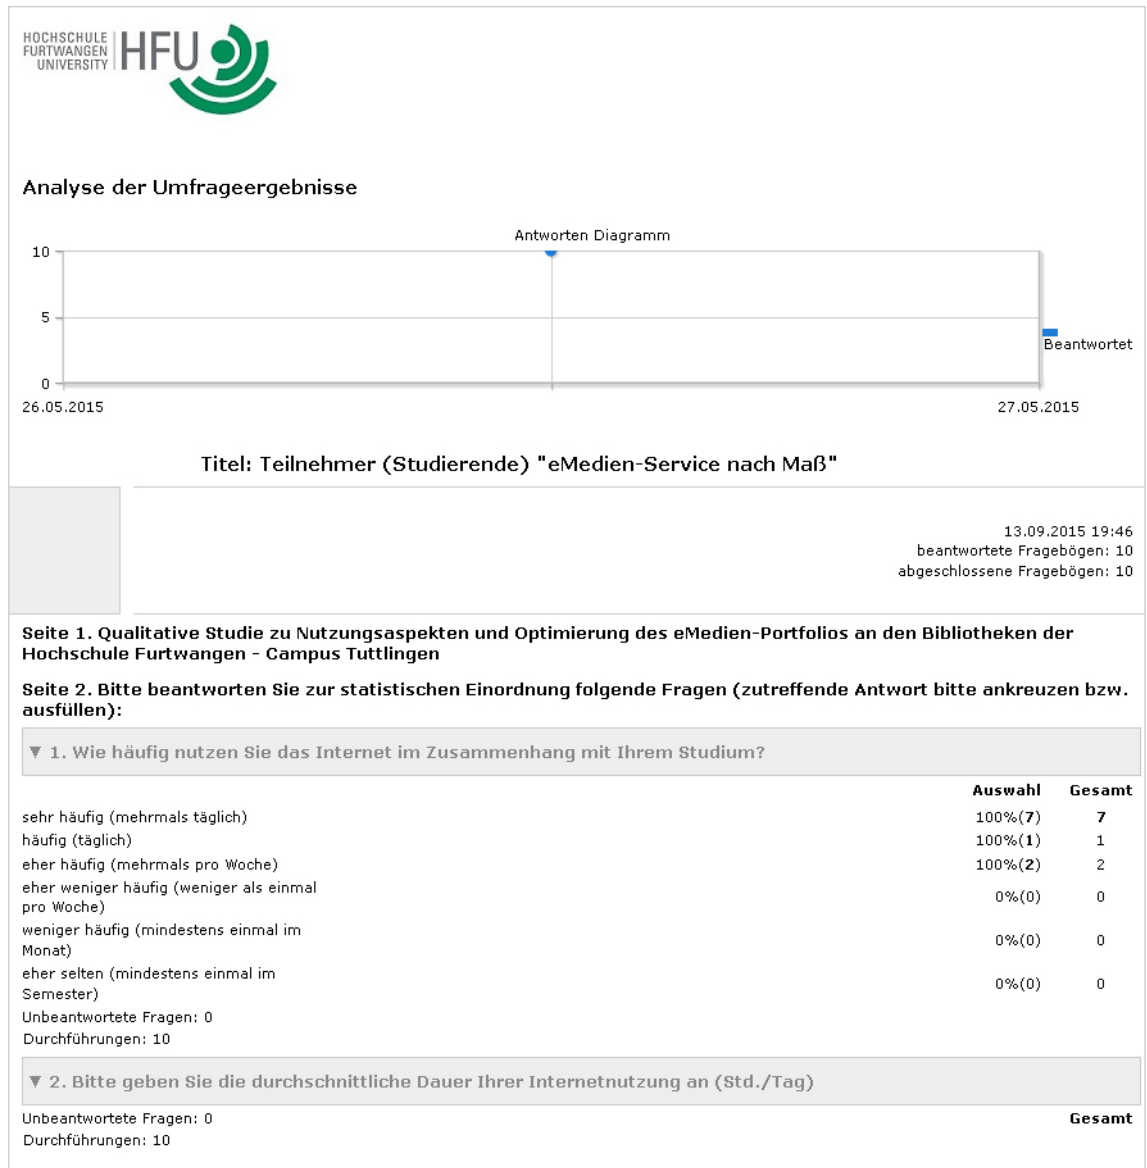 HOCHSCHULE
FURTWANGEN
UNIVERSITY
HFU
Analyse der Umfrageergebnisse
Antworten Diagramm
10
5
0
Beantwortet
26.05.2015 27.05.2015
Titel: Teilnehmer (Studierende) "eMedien-Service nach Maß"
13.09.2015 19:46
beantwortete Fragebögen: 10
abgeschlossene Fragebögen: 10
Seite 1. Qualitative Studie zu Nutzungsaspekten und Optimierung des eMedien-Portfolios an den Bibliotheken der
Hochschule Furtwangen - Campus Tuttlingen
Seite 2. Bitte beantworten Sie zur statistischen Einordnung folgende Fragen (zutreffende Antwort bitte ankreuzen bzw.
ausfüllen):
▼ 1. Wie häufig nutzen Sie das Internet im Zusammenhang mit Ihrem Studium?
Auswahl Gesamt
sehr häufig (mehrmals täglich) 100%(7) 7
häufig (täglich) 100%(1) 1
eher häufig (mehrmals pro Woche) 100%(2) 2
eher weniger häufig (weniger als einmal
pro Woche) 0%(0) 0
weniger häufig (mindestens einmal im
Monat) 0%(0) 0
eher selten (mindestens einmal im
Semester) 0%(0) 0
Unbeantwortete Fragen: 0
Durchführungen: 10
▼ 2. Bitte geben Sie die durchschnittliche Dauer Ihrer Internetnutzung an (Std./Tag)
Unbeantwortete Fragen: 0 Gesamt
Durchführungen: 10